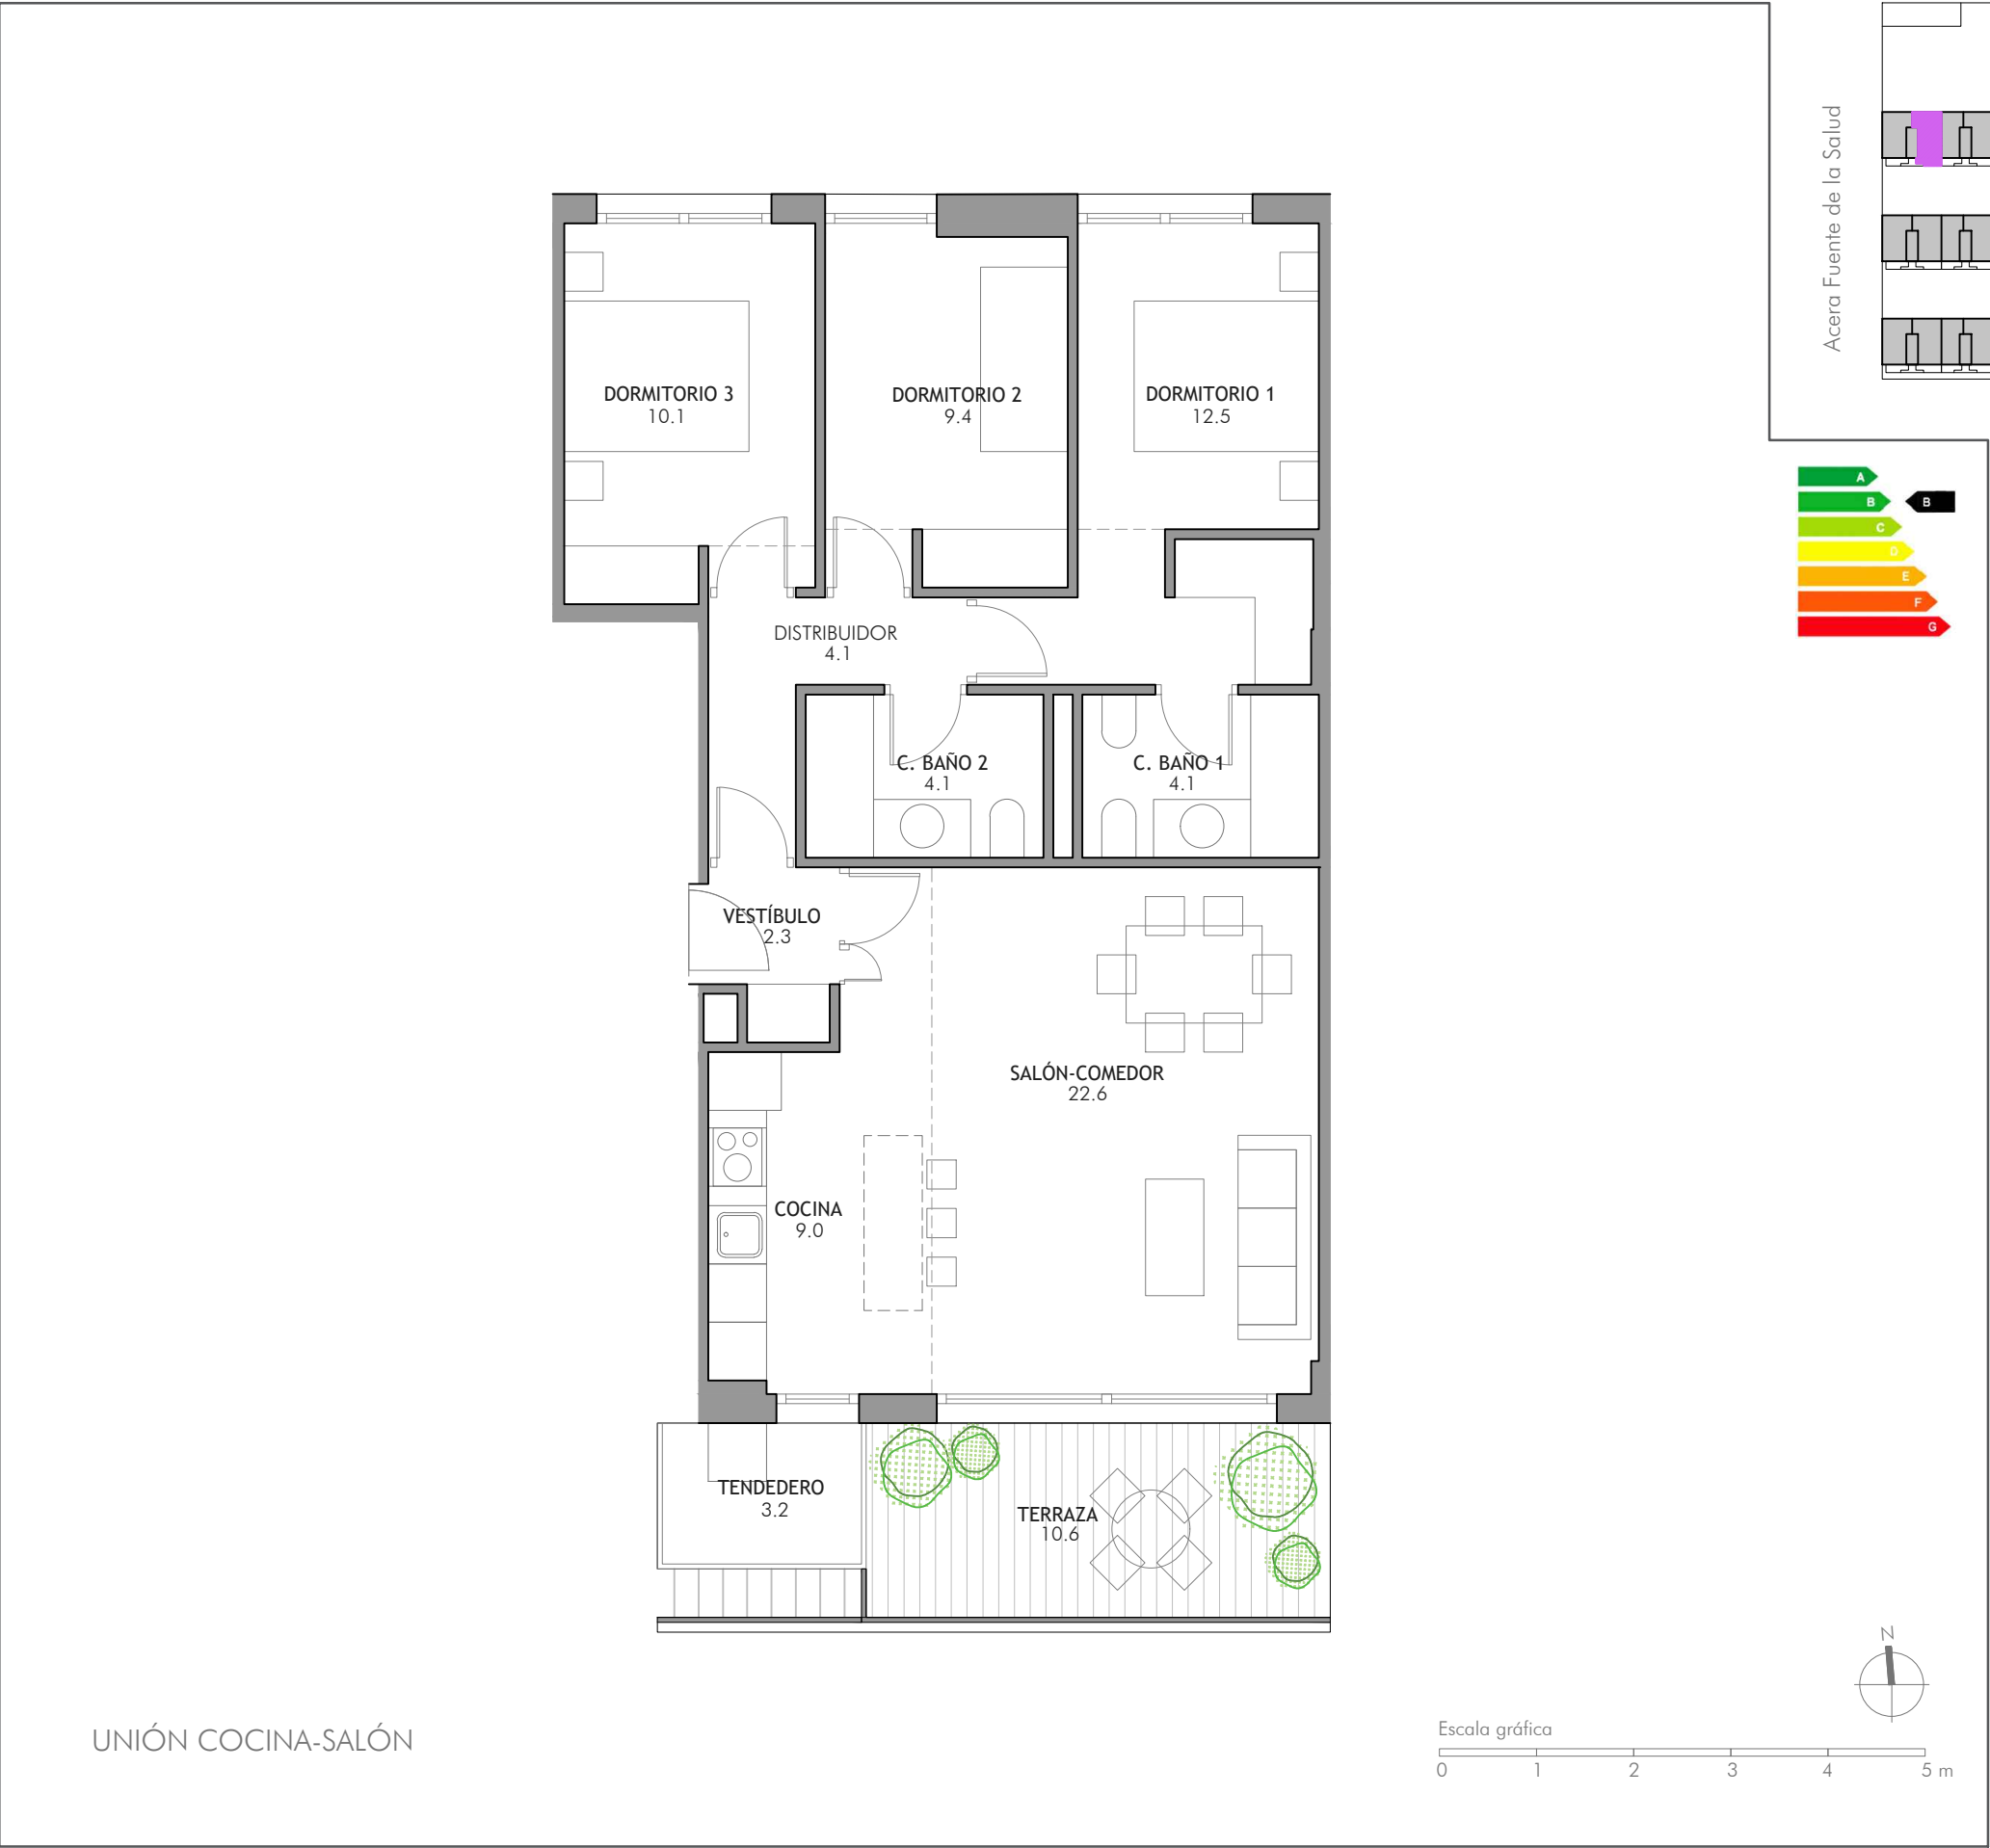 Acera Fuente de la Salud
A
B
B
C
D
E
F
G
DORMITORIO 3
10.1
DORMITORIO 2
9.4
DORMITORIO 1
12.5
DISTRIBUIDOR
4.1
C. BAÑO 2
4.1
C. BAÑO 1
4.1
VESTÍBULO
2.3
SALÓN-COMEDOR
22.6
COCINA
9.0
TENDEDERO
3.2
TERRAZA
10.6
N
UNIÓN COCINA-SALÓN
Escala gráfica
0 1 2 3 4 5 m